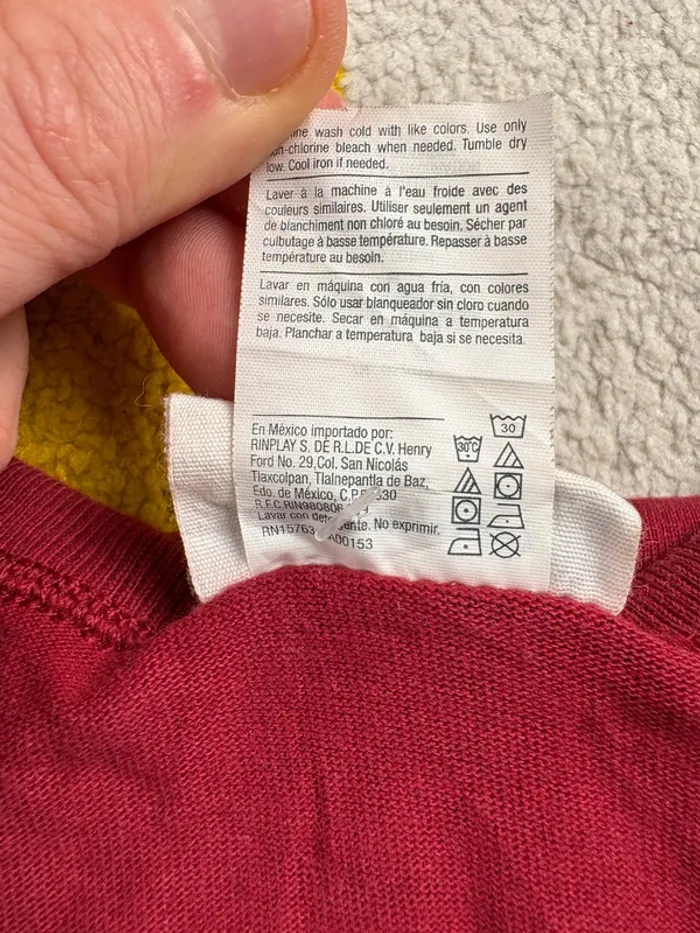 wash cold with like colors. Use only
-chlorine bleach when needed. Tumble dry
low. Cool iron if needed.
Laver à la machine à l'eau froide avec des
couleurs similaires. Utiliser seulement un agent
de blanchiment non chloré au besoin. Sécher par
culbutage à basse température. Repasser à basse
température au besoin.
Lavar en máquina con agua fría, con colores
similares. Sólo usar blanqueador sin cloro cuando
se necesite. Secar en máquina a temperatura
baja. Planchar a temperatura baja si se necesita.
En México importado por:
RINPLAY S. DE R.L.DE C.V. Henry
Ford No. 29,Col. San Nicolás
Tlaxcolpan, Tlalnepantla de Baz,
Edo. de México,
Lavar con No exprimir.
30°C
30